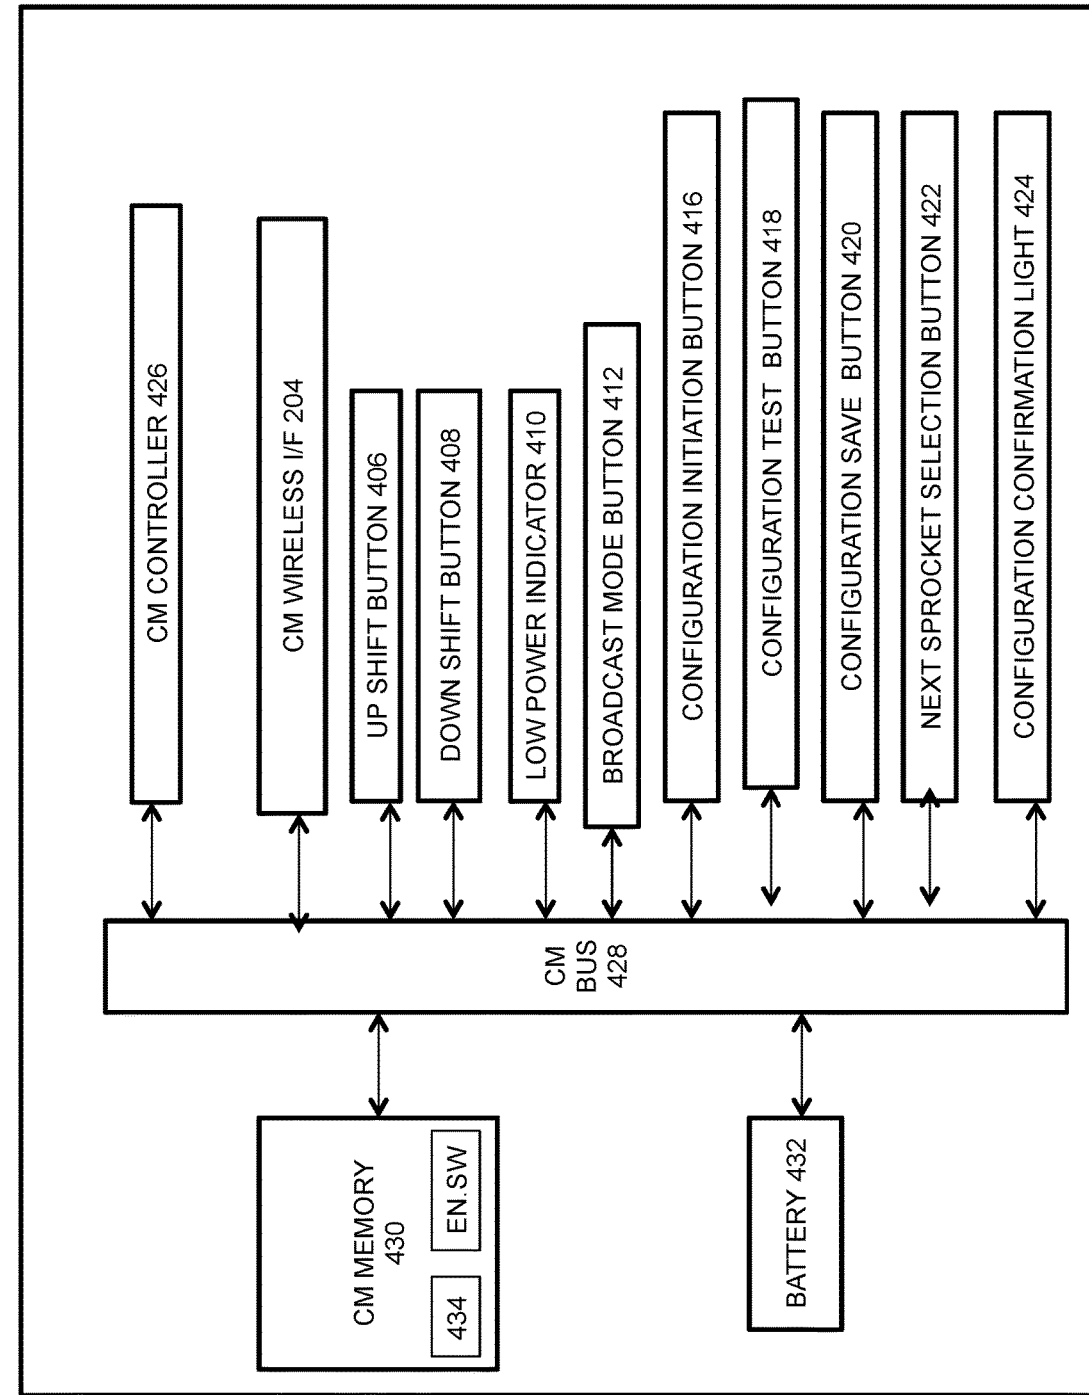 CM CONTROLLER 426
CM WIRELESS I/F 204
UP SHIFT BUTTON 406
DOWN SHIFT BUTTON 408
LOW POWER INDICATOR 410
BROADCAST MODE BUTTON 412
CONFIGURATION INITIATION BUTTON 416
CONFIGURATION TEST BUTTON 418
CONFIGURATION SAVE BUTTON 420
NEXT SPROCKET SELECTION BUTTON 422
CONFIGURATION CONFIRMATION LIGHT 424
CM
BUS
428
CM MEMORY
430
434
EN.SW
BATTERY 432